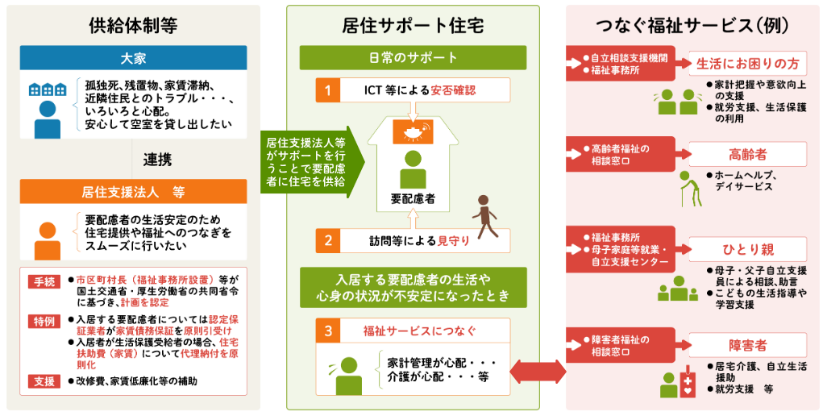 供給体制等
大家
孤独死、残置物、家賃滞納、
近隣住民とのトラブル・・・、
いろいろと心配。
安心して空室を貸し出したい
連携
居住支援法人 等
要配慮者の生活安定のため
住宅提供や福祉へのつなぎを
スムーズに行いたい
手続
●市区町村長（福祉事務所設置）等が
国土交通省・厚生労働省の共同省令
に基づき、計画を認定
特例
●入居する要配慮者については認定保
証業者が家賃債務保証を原則引受け
●入居者が生活保護受給者の場合、住宅
扶助費（家賃）について代理納付を原
則化
支援
●改修費、家賃低廉化等の補助
居住支援法人等
がサポートを行
うことで要配慮
者に住宅を供給
居住サポート住宅
日常のサポート
1 ICT等による安否確認
要配慮者
2 訪問等による見守り
入居する要配慮者の生活や
心身の状況が不安定になったとき
3 福祉サービスにつなぐ
家計管理が心配・・・
介護が心配・・・等
つなぐ福祉サービス（例）
●自立相談支援機関
●福祉事務所
生活にお困りの方
●家計把握や意欲向上
の支援
●就労支援、生活保護
の利用
●高齢者福祉の
相談窓口
高齢者
●ホームヘルプ、
デイサービス
●福祉事務所
●母子家庭等就業・
自立支援センター
ひとり親
●母子・父子自立支援
員による相談、助言
●こどもの生活指導や
学習支援
●障害者福祉の
相談窓口
障害者
●居宅介護、自立生活
援助
●就労支援 等